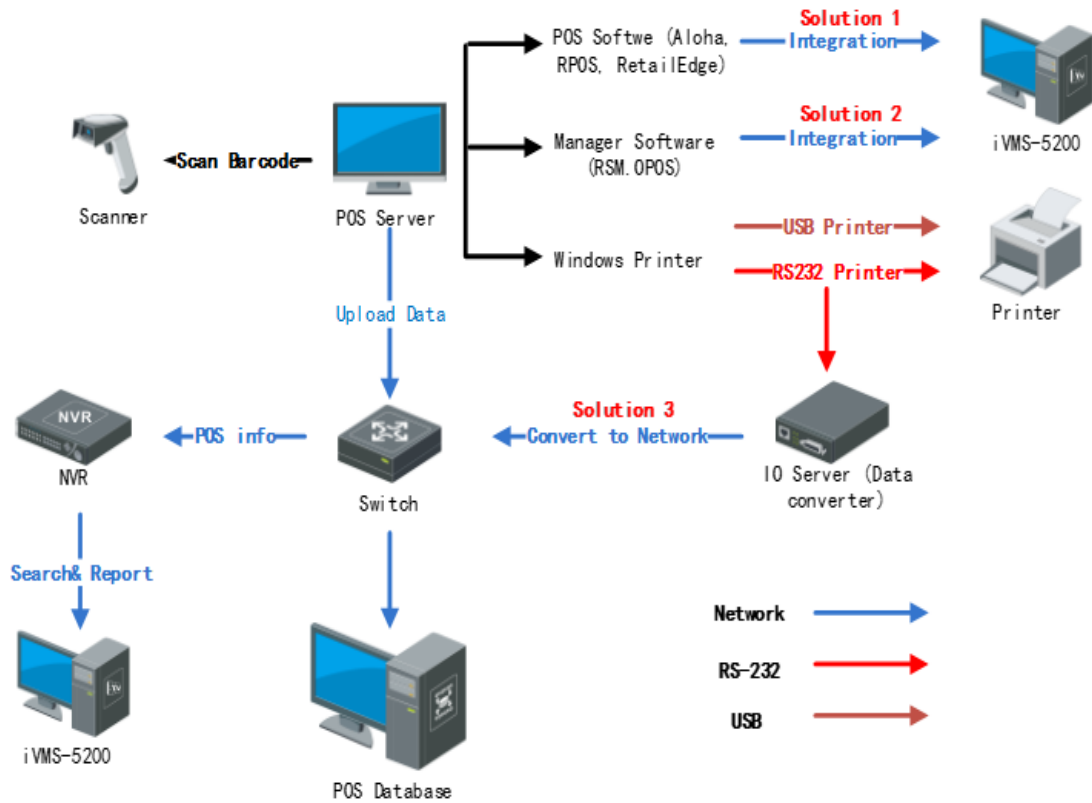 Solution 1
POS Softwe (Aloha,
RPOS, RetailEdge)
Integration
iVMS-5200
Solution 2
Manager Software
(RSM.OPOS)
Integration
Scan Barcode
Scanner
POS Server
USB Printer
Windows Printer
RS232 Printer
Printer
Upload Data
NVR
POS info
Solution 3
Convert to Network
NVR
Switch
IO Server (Data
converter)
Search& Report
iVMS-5200
POS Database
Network
RS-232
USB